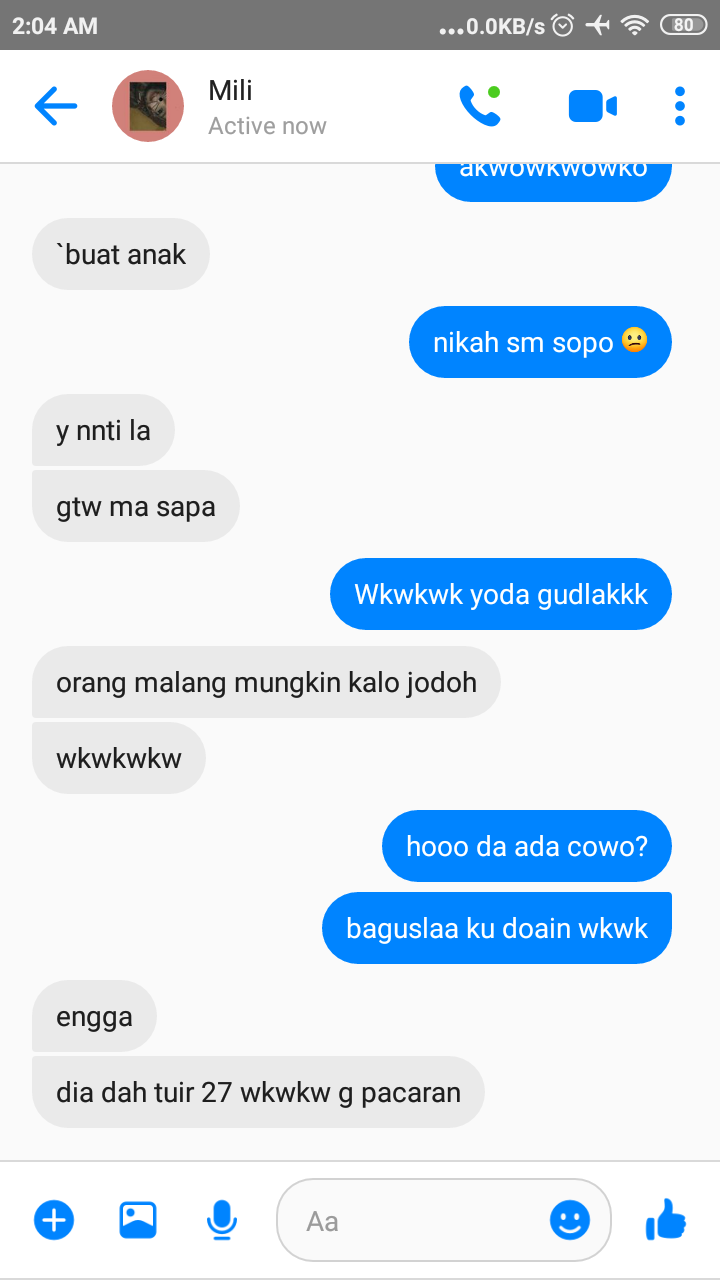 2:04 AM ...0.0KB/s 80
Mili
Active now
akwowkwowko
`buat anak
nikah sm sopo 😕
y nnti la
gtw ma sapa
Wkwkwk yoda gudlakkk
orang malang mungkin kalo jodoh
wkwkwkw
hooo da ada cowo?
baguslaa ku doain wkwk
engga
dia dah tuir 27 wkwkw g pacaran
Aa